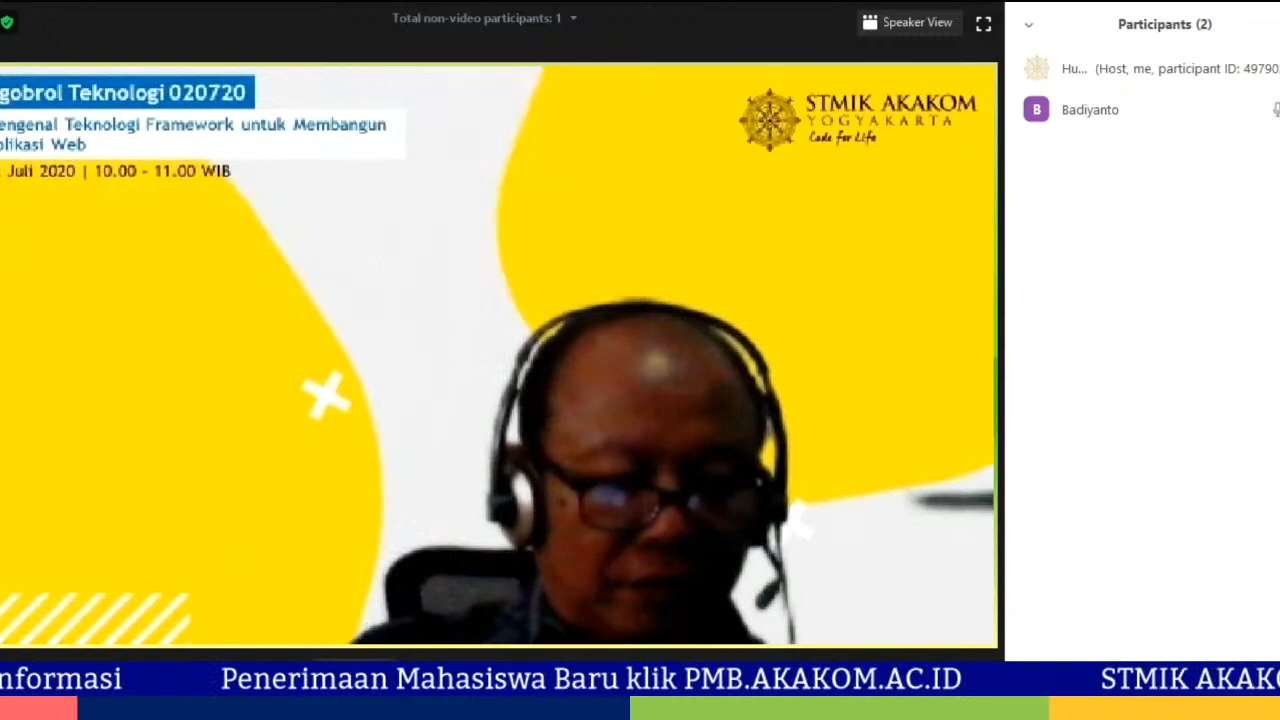 Total non-video participants: 1
Speaker View
Participants (2)
Hu... (Host, me, participant ID: 49790
B
Badiyanto
gobrol Teknologi 020720
engenal Teknologi Framework untuk Membangun
plikasi Web
Juli 2020 | 10.00 - 11.00 WIB
STMIK AKAKOM
YOGYAKARTA
Code for Life
nformasi
Penerimaan Mahasiswa Baru klik PMB.AKAKOM.AC.ID
STMIK AKAKO